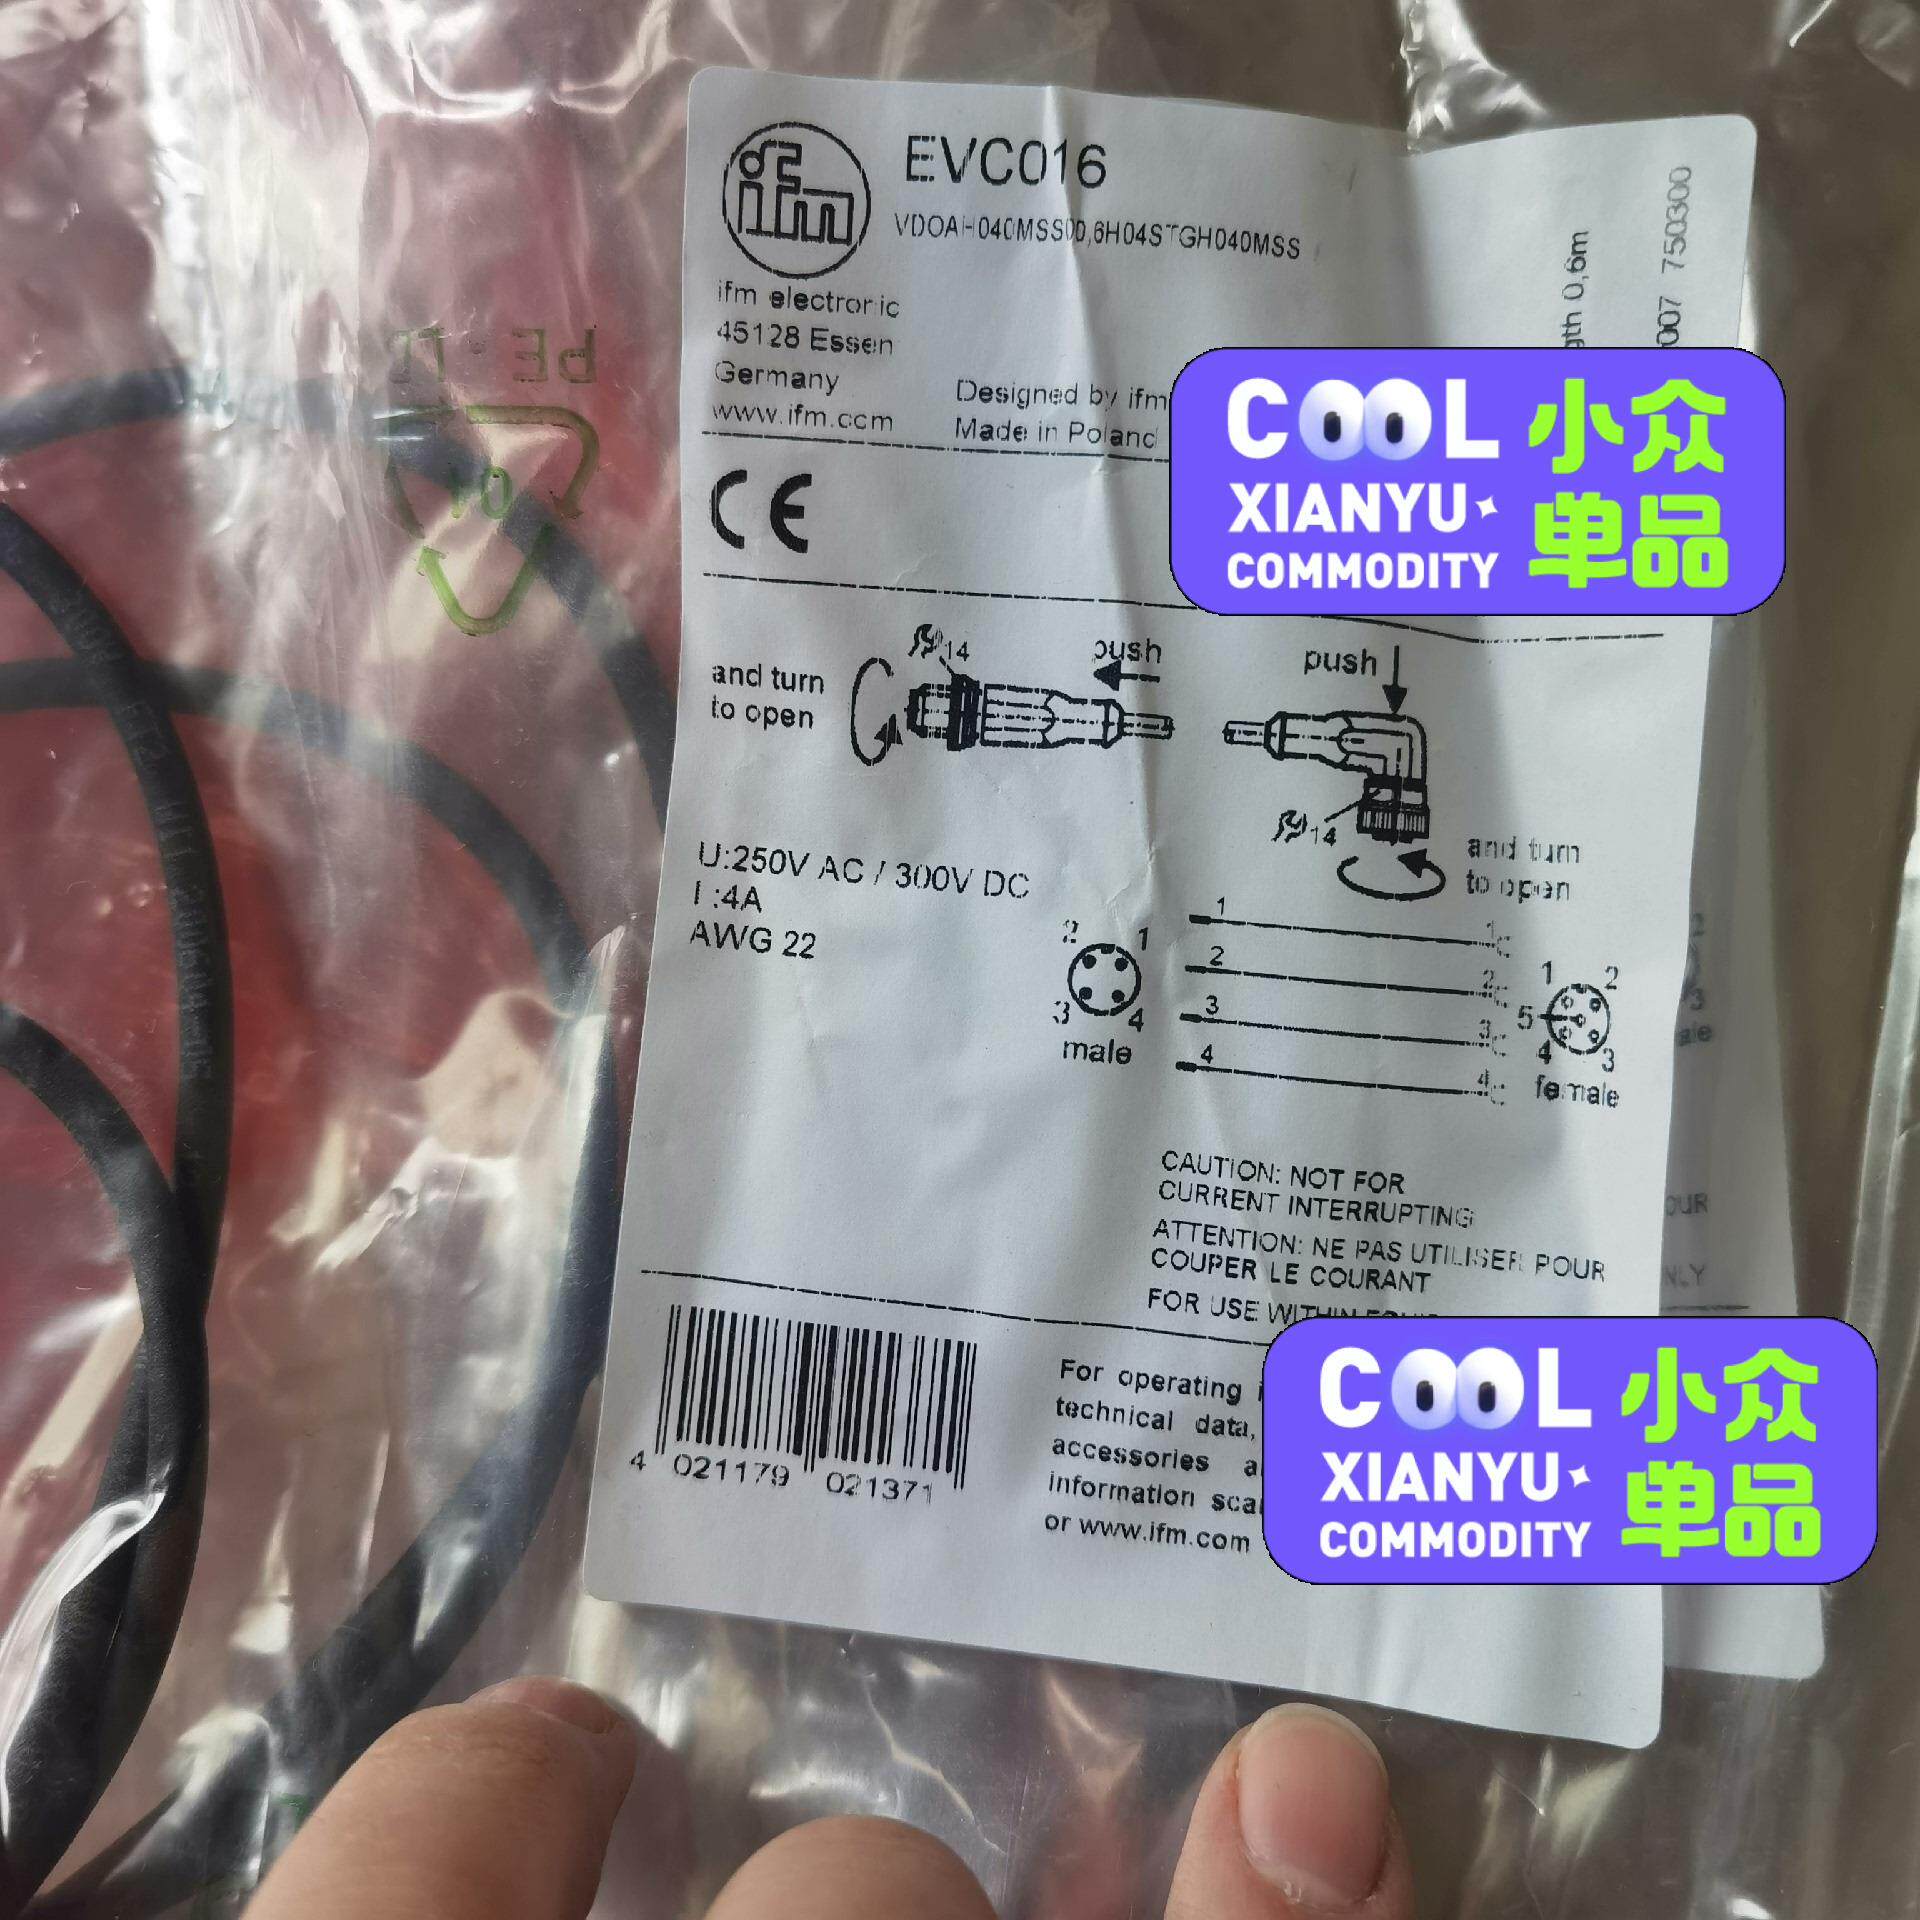 ifm
EVC016
VDOAH040MSS00,6H04STGH040MSS
ifm electronic
45128 Essen
Germany
www.ifm.com
Designed by ifm
Made in Poland
CE
0,6m
750300
COOL 小众
XIANYU 单品
COMMODITY
PE-LL
and turn
to open
14
push
push
14
and turn
to open
U:250V AC / 300V DC
I :4A
AWG 22
2 1
3 4
male
1 1
2 2
3 3
4 4
1 2
5
4 3
female
CAUTION: NOT FOR
CURRENT INTERRUPTING
ATTENTION: NE PAS UTILISER POUR
COUPER LE COURANT
FOR USE WITHIN
4 021179 021371
For operating
technical data,
accessories
information
or www.ifm.com
COOL 小众
XIANYU 单品
COMMODITY